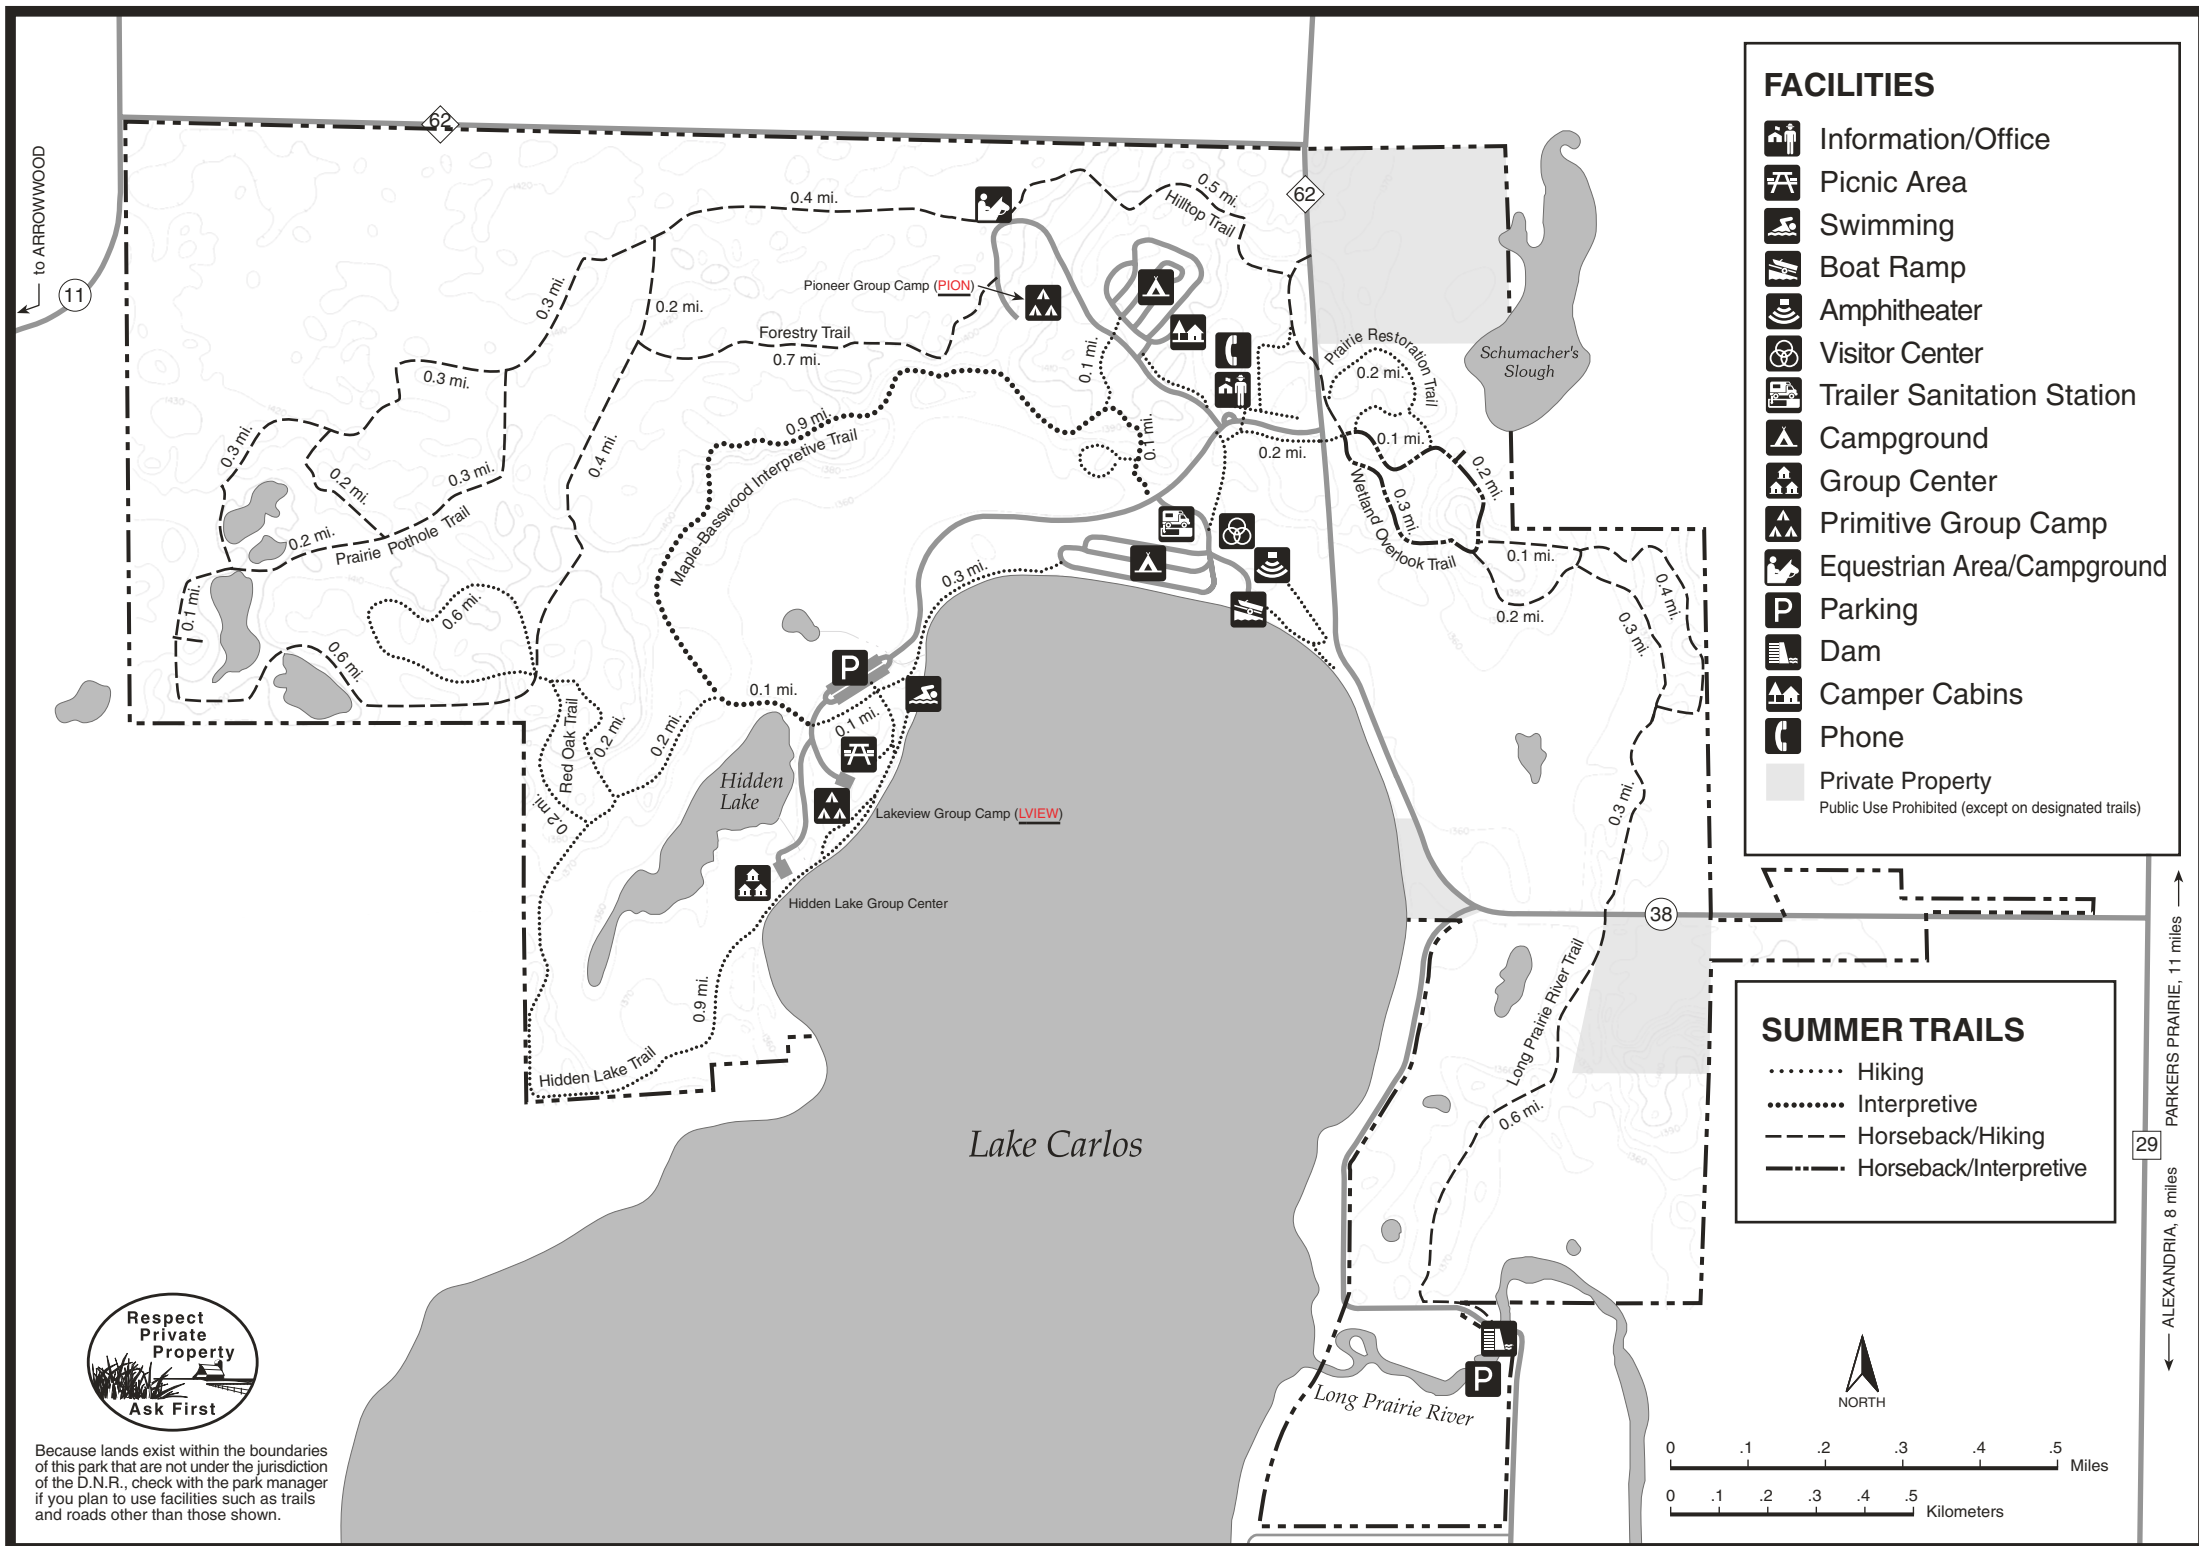 FACILITIES
Information/Office
Picnic Area
Swimming
Boat Ramp
Amphitheater
Visitor Center
Trailer Sanitation Station
Campground
Group Center
Primitive Group Camp
Equestrian Area/Campground
P Parking
Dam
Camper Cabins
Phone
Private Property
Public Use Prohibited (except on designated trails)
SUMMER TRAILS
Hiking
Interpretive
Horseback/Hiking
Horseback/Interpretive
62
62
11
to ARROWWOOD
0.4 mi.
0.5 mi.
Hilltop Trail
Pioneer Group Camp (PION)
0.3 mi.
0.2 mi.
Forestry Trail
0.7 mi.
0.1 mi.
Prairie Restoration Trail
0.2 mi.
Schumacher's
Slough
0.3 mi.
0.3 mi.
0.2 mi.
0.3 mi.
0.4 mi.
0.9 mi.
Maple-Basswood Interpretive Trail
0.1 mi.
0.2 mi.
0.1 mi.
0.2 mi.
0.3 mi.
Wetland Overlook Trail
0.2 mi.
Prairie Pothole Trail
0.1 mi.
0.6 mi.
0.6 mi.
0.3 mi.
0.1 mi.
0.2 mi.
0.4 mi.
0.3 mi.
P
0.1 mi.
0.1 mi.
Red Oak Trail
0.2 mi.
0.2 mi.
0.2 mi.
Hidden
Lake
Lakeview Group Camp (LVIEW)
Hidden Lake Group Center
0.3 mi.
38
0.9 mi.
Hidden Lake Trail
Long Prairie River Trail
0.6 mi.
Lake Carlos
PARKERS PRAIRIE, 11 miles
29
ALEXANDRIA, 8 miles
P
Long Prairie River
NORTH
0 .1 .2 .3 .4 .5
Miles
0 .1 .2 .3 .4 .5
Kilometers
Respect
Private
Property
Ask First
Because lands exist within the boundaries
of this park that are not under the jurisdiction
of the D.N.R., check with the park manager
if you plan to use facilities such as trails
and roads other than those shown.